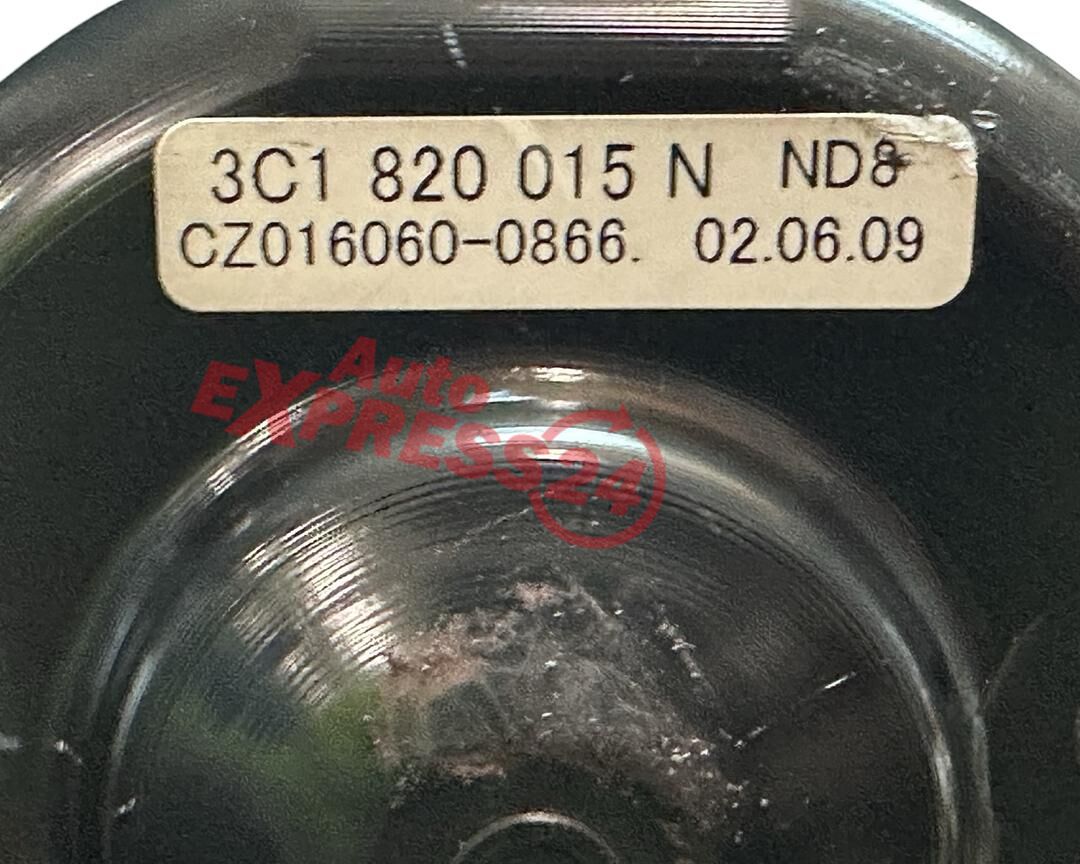 3C1 820 015 N ND8
CZ016060-0866. 02.06.09
Auto
EXPRESS24